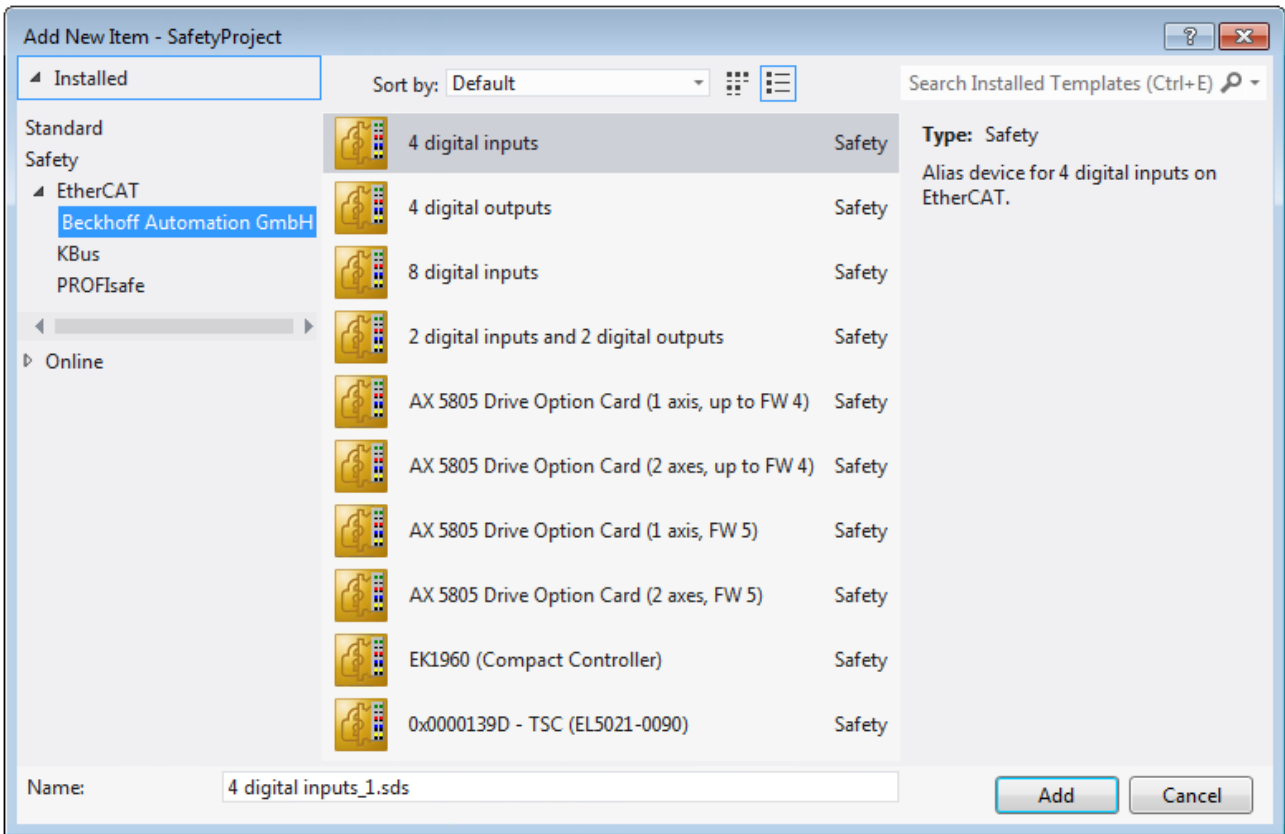 Add New Item - SafetyProject
Installed
Sort by: Default
Search Installed Templates (Ctrl+E)
Standard
Safety
EtherCAT
Beckhoff Automation GmbH
KBus
PROFIsafe
Online
4 digital inputs Safety
4 digital outputs Safety
8 digital inputs Safety
2 digital inputs and 2 digital outputs Safety
AX 5805 Drive Option Card (1 axis, up to FW 4) Safety
AX 5805 Drive Option Card (2 axes, up to FW 4) Safety
AX 5805 Drive Option Card (1 axis, FW 5) Safety
AX 5805 Drive Option Card (2 axes, FW 5) Safety
EK1960 (Compact Controller) Safety
0x0000139D - TSC (EL5021-0090) Safety
Type: Safety
Alias device for 4 digital inputs on
EtherCAT.
Name: 4 digital inputs_1.sds
Add Cancel